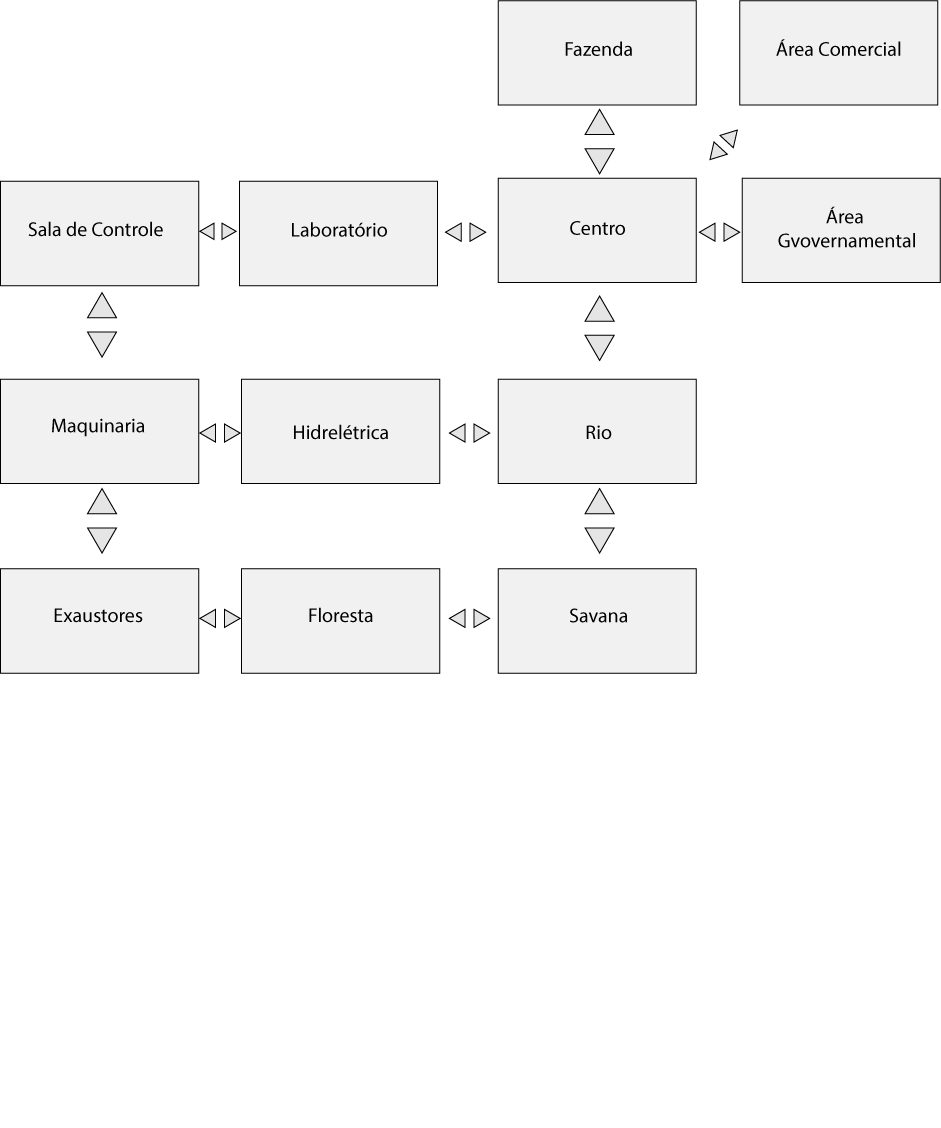 Fazenda
Área Comercial
Sala de Controle
Laboratório
Centro
Área
Gvovernamental
Maquinaria
Hidrelétrica
Rio
Exaustores
Floresta
Savana